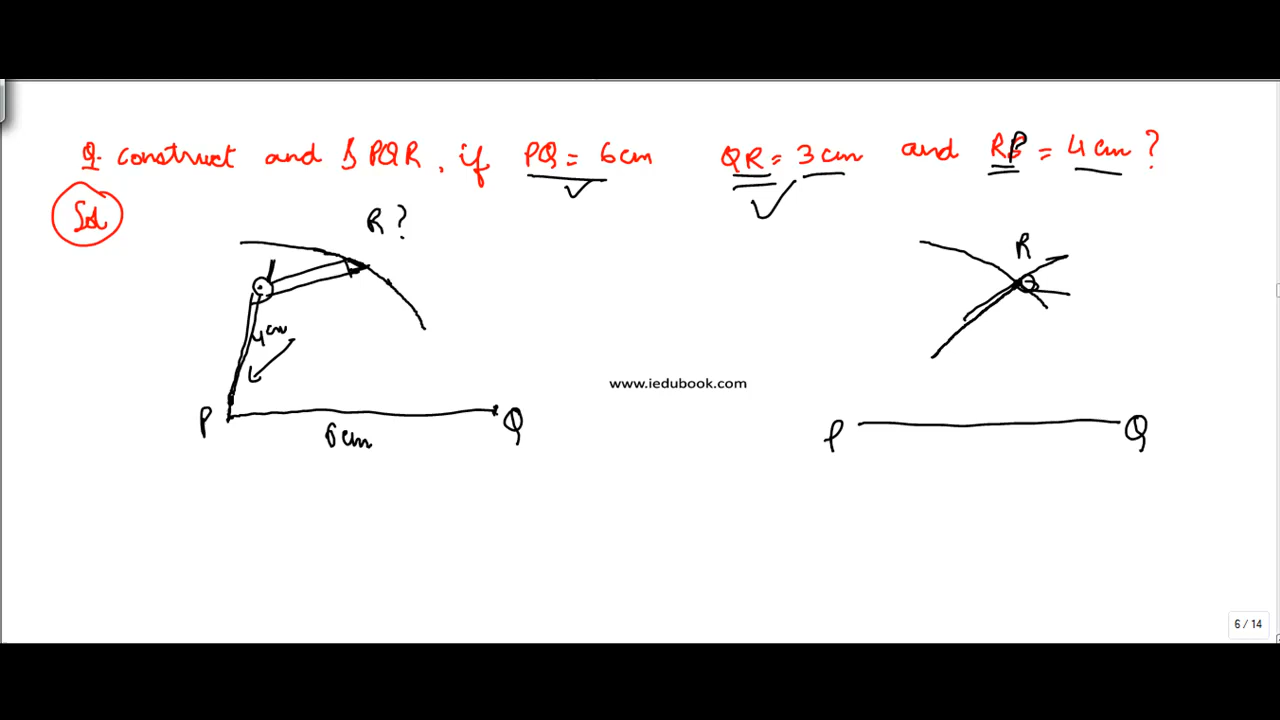 Q. construct and Δ PQR, if PQ = 6cm QR = 3cm and RP = 4cm ?
Sol
R ?
R
4cm
www.iedubook.com
P
Q
6cm
P
Q
6 / 14